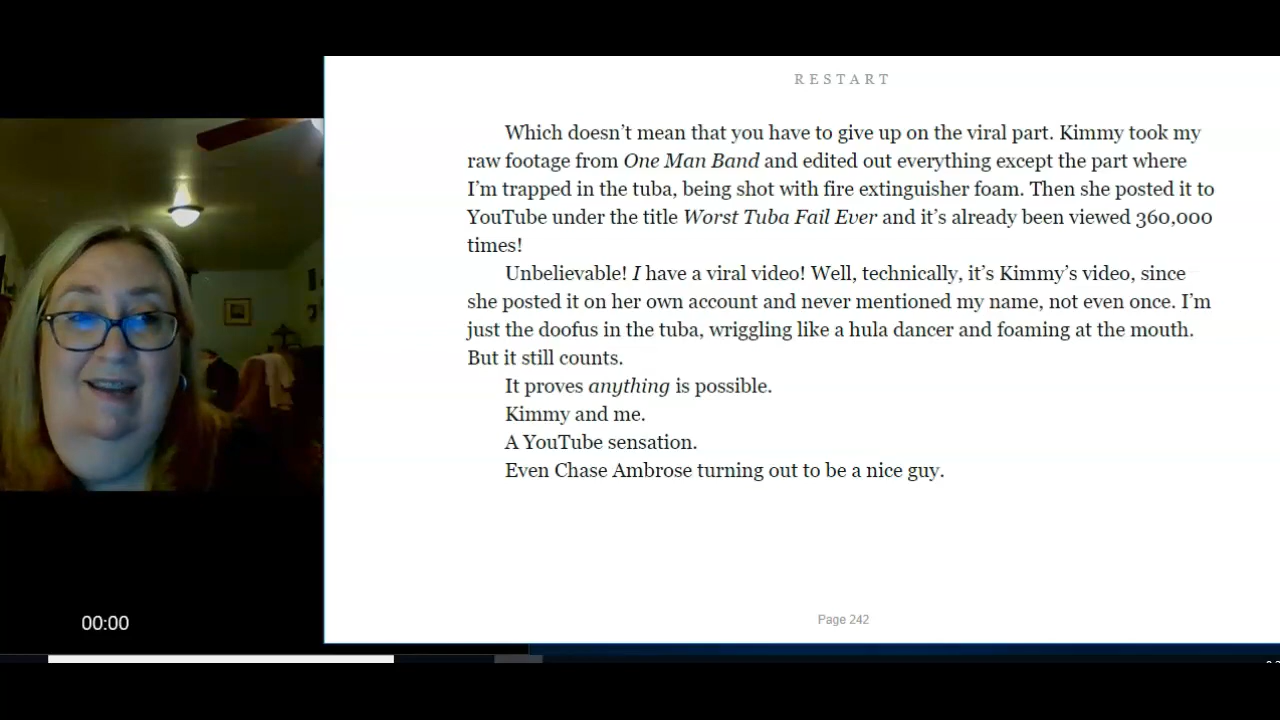 RESTART
Which doesn’t mean that you have to give up on the viral part. Kimmy took my
raw footage from One Man Band and edited out everything except the part where
I’m trapped in the tuba, being shot with fire extinguisher foam. Then she posted it to
YouTube under the title Worst Tuba Fail Ever and it’s already been viewed 360,000
times!
Unbelievable! I have a viral video! Well, technically, it’s Kimmy’s video, since
she posted it on her own account and never mentioned my name, not even once. I’m
just the doofus in the tuba, wriggling like a hula dancer and foaming at the mouth.
But it still counts.
It proves anything is possible.
Kimmy and me.
A YouTube sensation.
Even Chase Ambrose turning out to be a nice guy.
00:00
Page 242